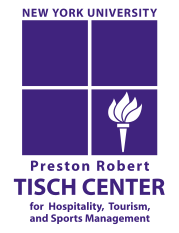 NEW YORK UNIVERSITY
Preston Robert
TISCH CENTER
for Hospitality, Tourism,
and Sports Management